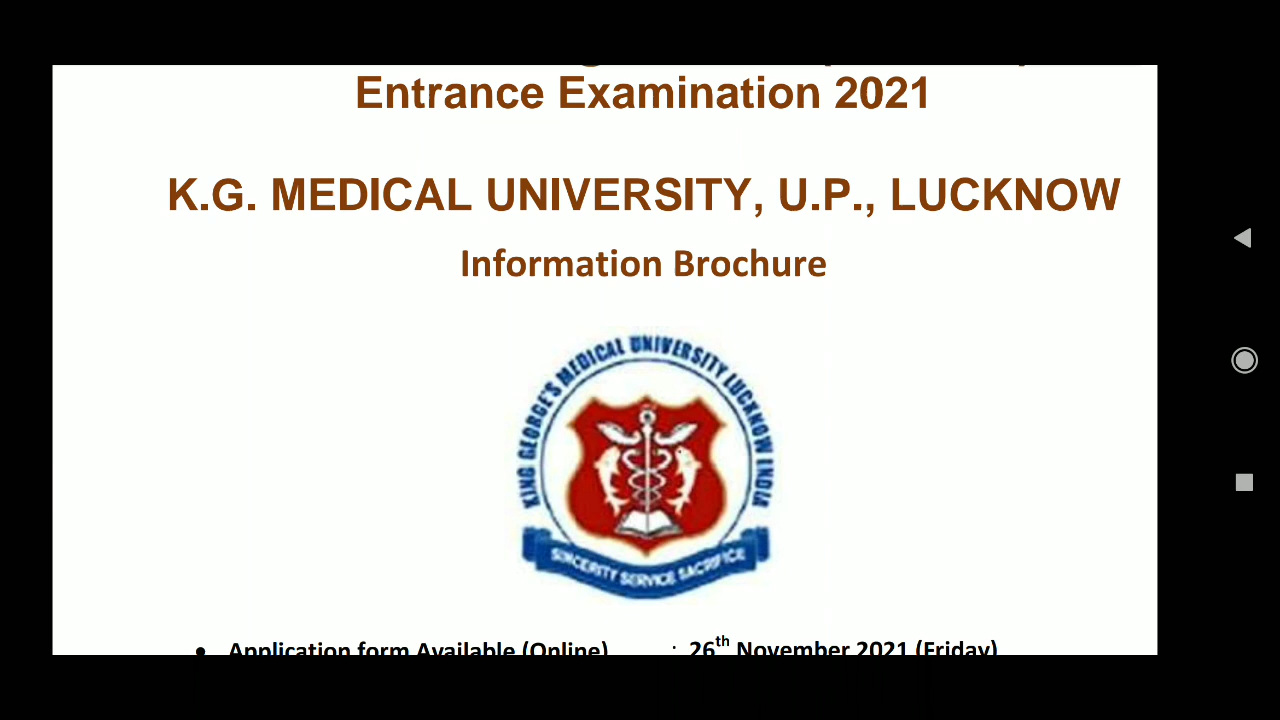 Entrance Examination 2021
K.G. MEDICAL UNIVERSITY, U.P., LUCKNOW
Information Brochure
KING GEORGE'S MEDICAL UNIVERSITY LUCKNOW INDIA
SINCERITY SERVICE SACRIFICE
• Application form Available (Online) : 26th November 2021 (Friday)